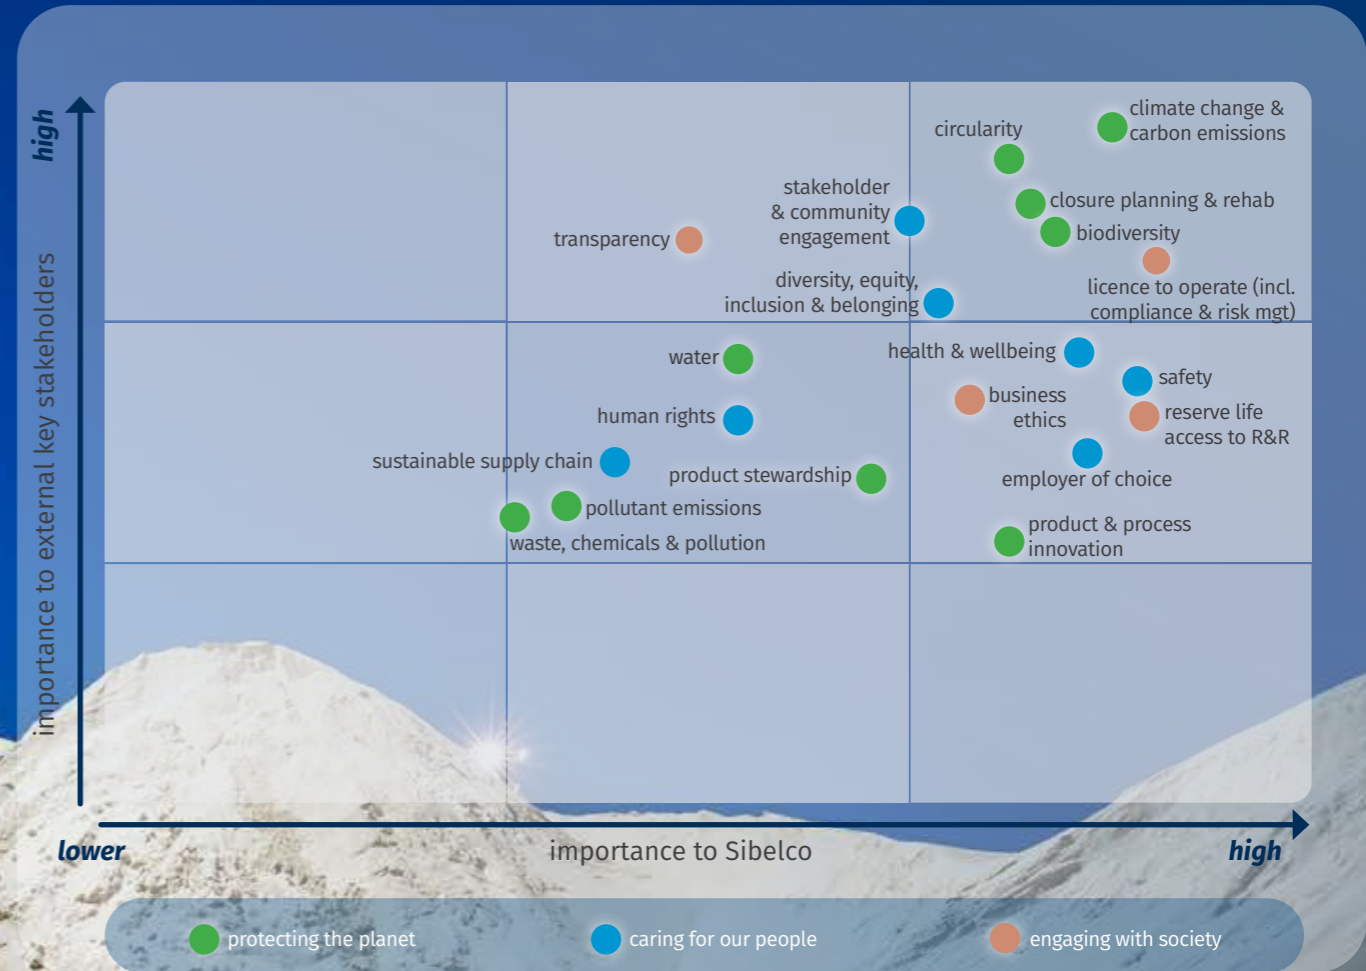 high
importance to external key stakeholders
climate change &
carbon emissions
circularity
stakeholder
& community
engagement
closure planning & rehab
biodiversity
transparency
licence to operate (incl.
compliance & risk mgt)
diversity, equity,
inclusion & belonging
water
health & wellbeing
safety
business
ethics
reserve life
access to R&R
human rights
sustainable supply chain
product stewardship
employer of choice
pollutant emissions
waste, chemicals & pollution
product & process
innovation
lower
importance to Sibelco
high
protecting the planet
caring for our people
engaging with society